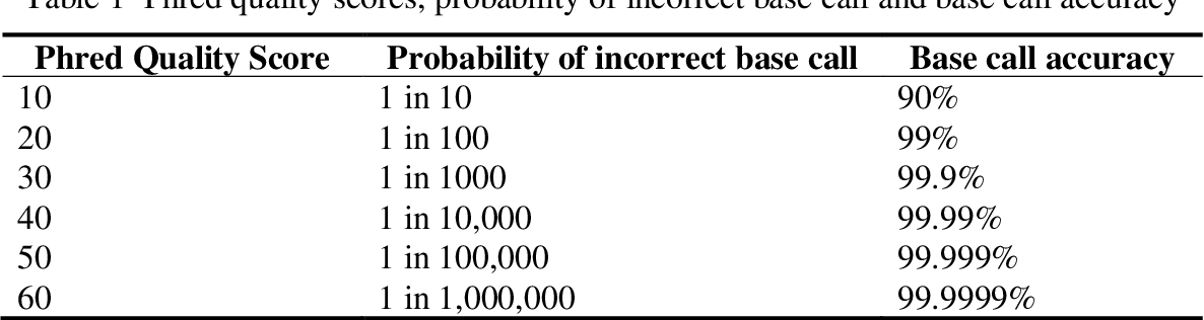 Table 1 Phred quality scores, probability of incorrect base call and base call accuracy
Phred Quality Score Probability of incorrect base call Base call accuracy
10 1 in 10 90%
20 1 in 100 99%
30 1 in 1000 99.9%
40 1 in 10,000 99.99%
50 1 in 100,000 99.999%
60 1 in 1,000,000 99.9999%